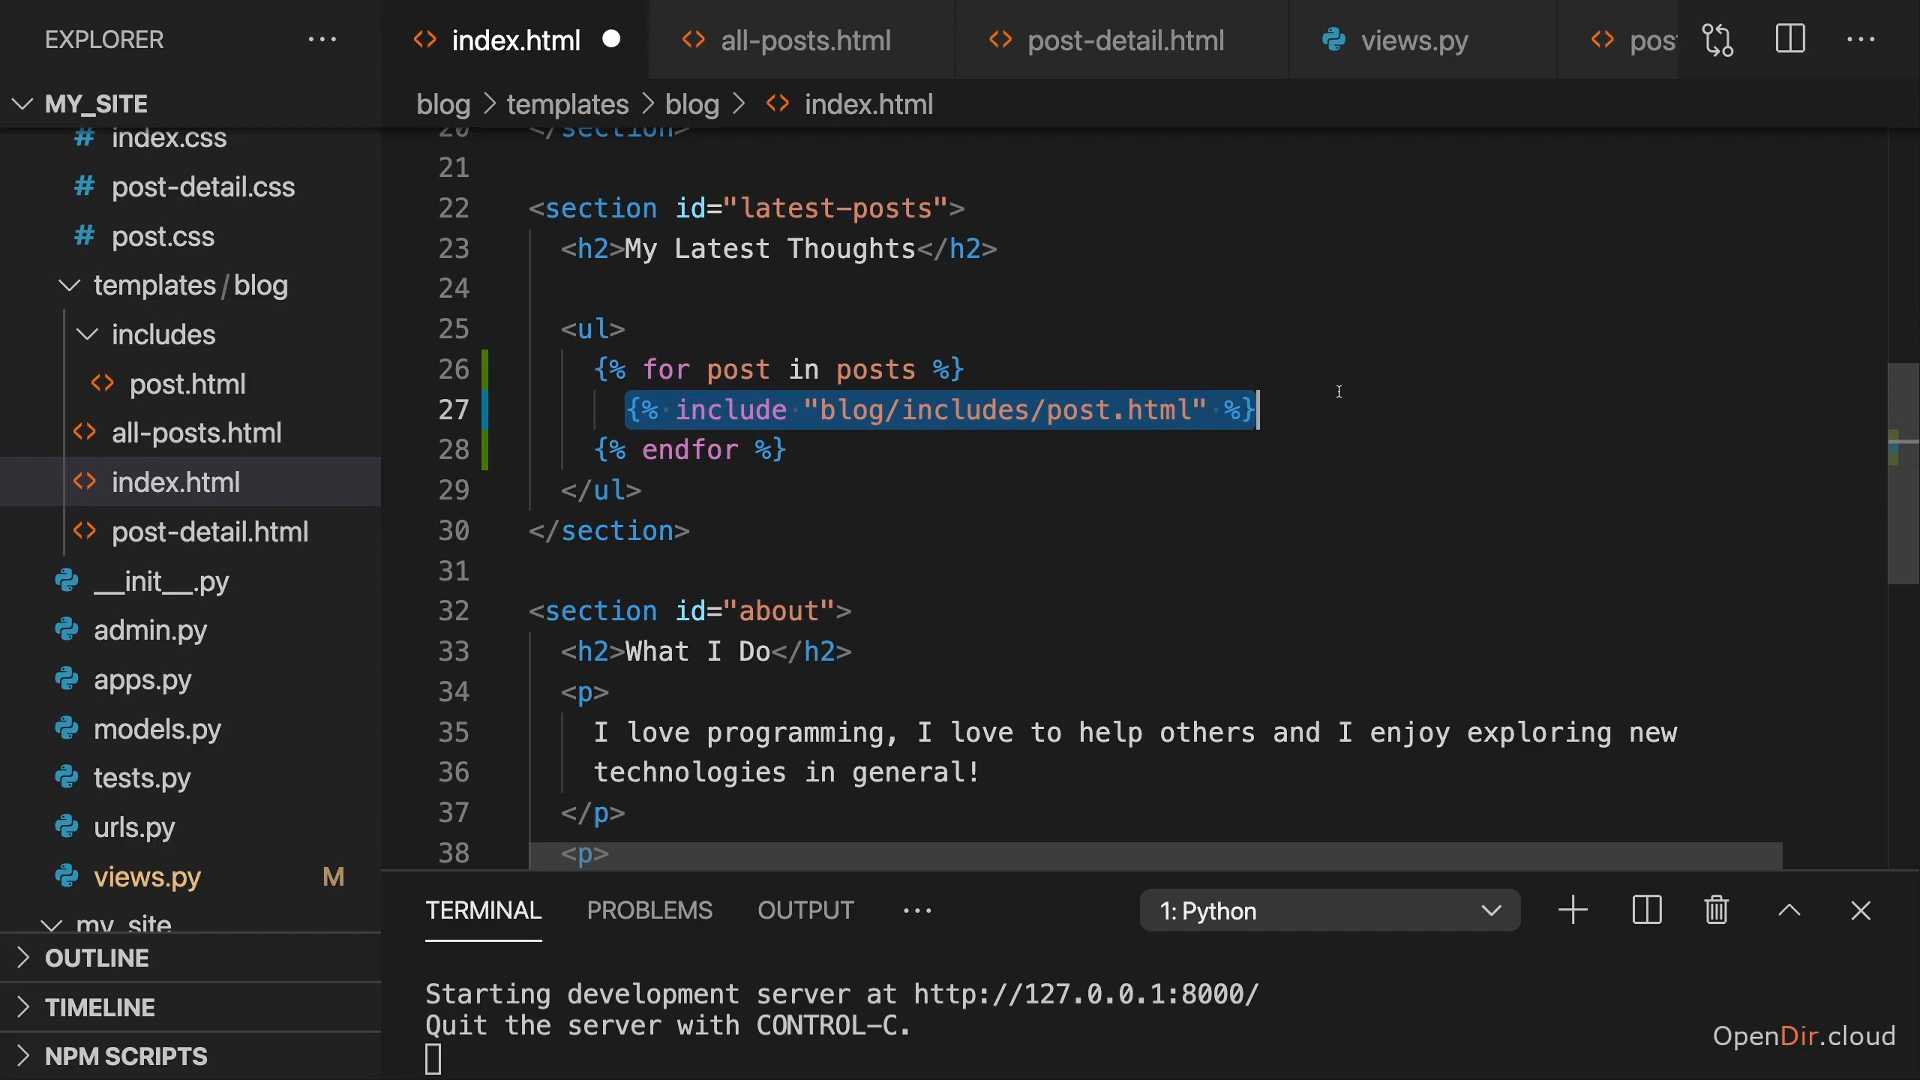 EXPLORER
index.html
all-posts.html
post-detail.html
views.py
pos
MY_SITE
blog > templates > blog > index.html
index.css
post-detail.css
post.css
templates/blog
includes
post.html
all-posts.html
index.html
post-detail.html
__init__.py
admin.py
apps.py
models.py
tests.py
urls.py
views.py M
my_site
OUTLINE
TIMELINE
NPM SCRIPTS
20 </section>
21
22 <section id="latest-posts">
23 <h2>My Latest Thoughts</h2>
24
25 <ul>
26 {% for post in posts %}
27 {% include "blog/includes/post.html" %}
28 {% endfor %}
29 </ul>
30 </section>
31
32 <section id="about">
33 <h2>What I Do</h2>
34 <p>
35 I love programming, I love to help others and I enjoy exploring new
36 technologies in general!
37 </p>
38 <p>
TERMINAL PROBLEMS OUTPUT
1: Python
Starting development server at http://127.0.0.1:8000/
Quit the server with CONTROL-C.
OpenDir.cloud